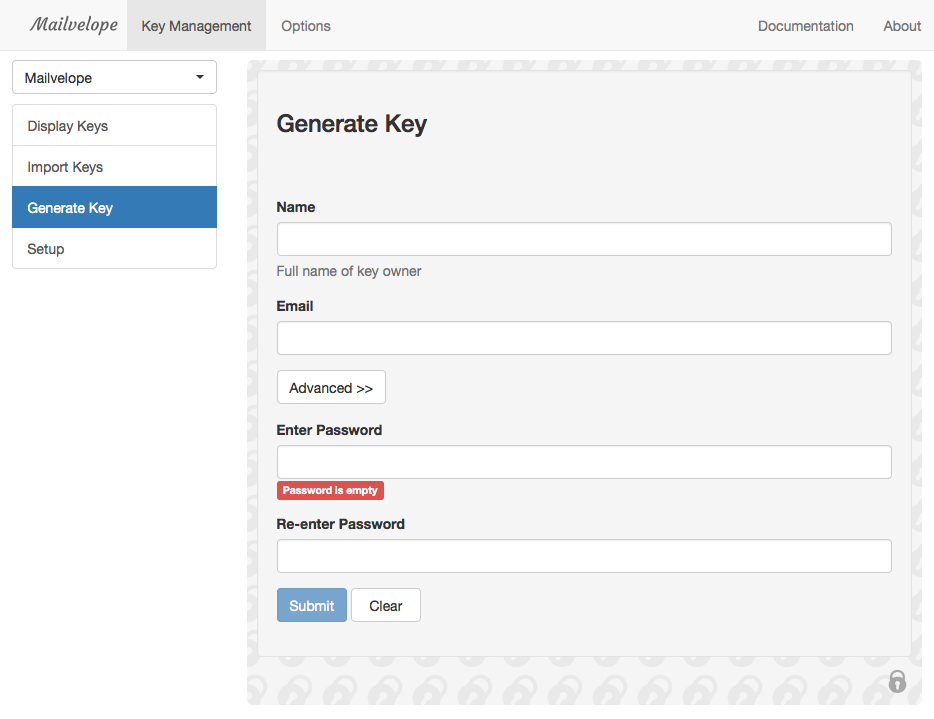 Mailvelope Key Management Options Documentation About
Mailvelope
Display Keys
Import Keys
Generate Key
Setup
Generate Key
Name
Full name of key owner
Email
Advanced >>
Enter Password
Password is empty
Re-enter Password
Submit Clear